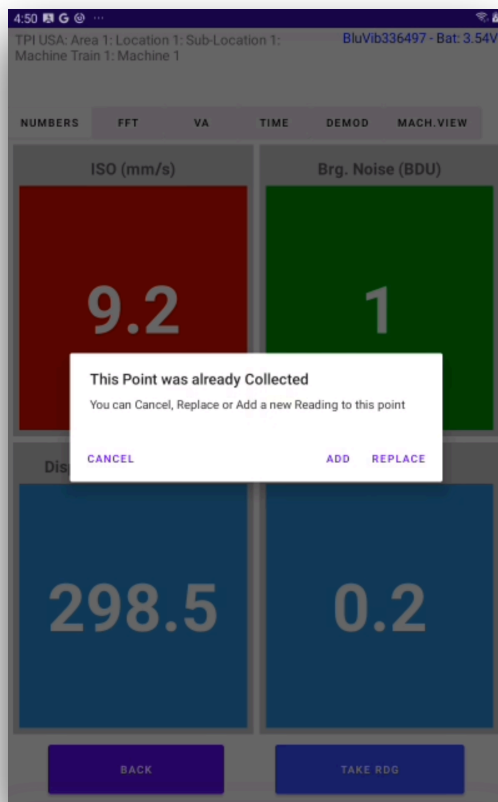 4:50 G
TPI USA: Area 1: Location 1: Sub-Location 1:
Machine Train 1: Machine 1
BluVib336497 - Bat: 3.54V
NUMBERS FFT VA TIME DEMOD MACH.VIEW
ISO (mm/s) Brg. Noise (BDU)
9.2 1
This Point was already Collected
You can Cancel, Replace or Add a new Reading to this point
CANCEL ADD REPLACE
298.5 0.2
BACK TAKE RDG